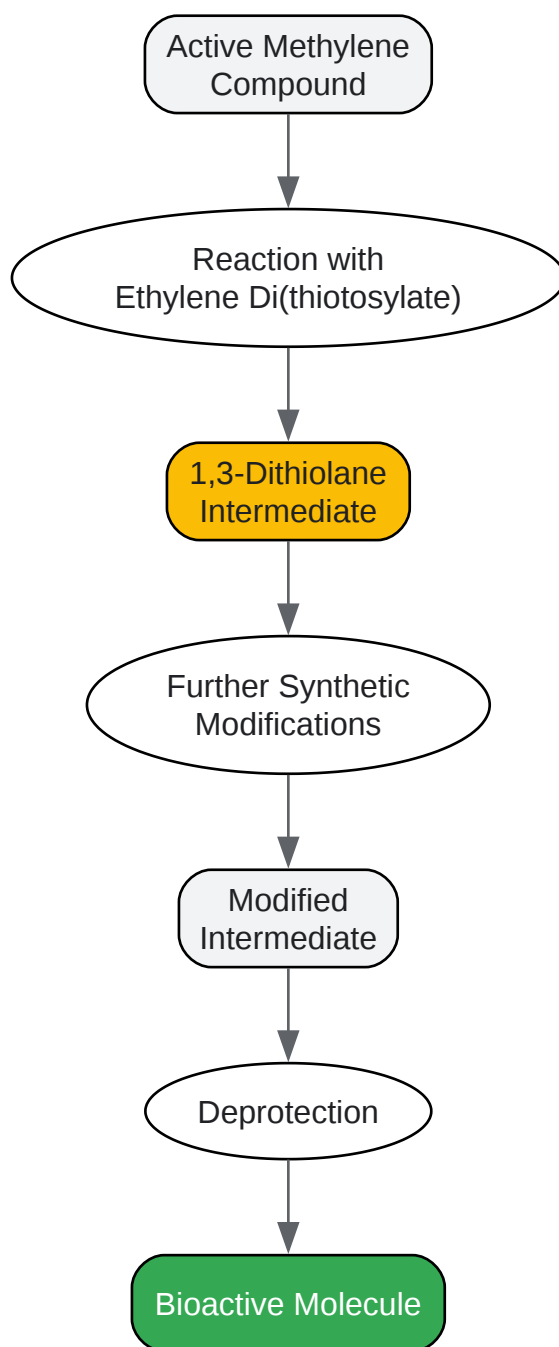 Active Methylene
Compound
Reaction with
Ethylene Di(thiotosylate)
1,3-Dithiolane
Intermediate
Further Synthetic
Modifications
Modified
Intermediate
Deprotection
Bioactive Molecule